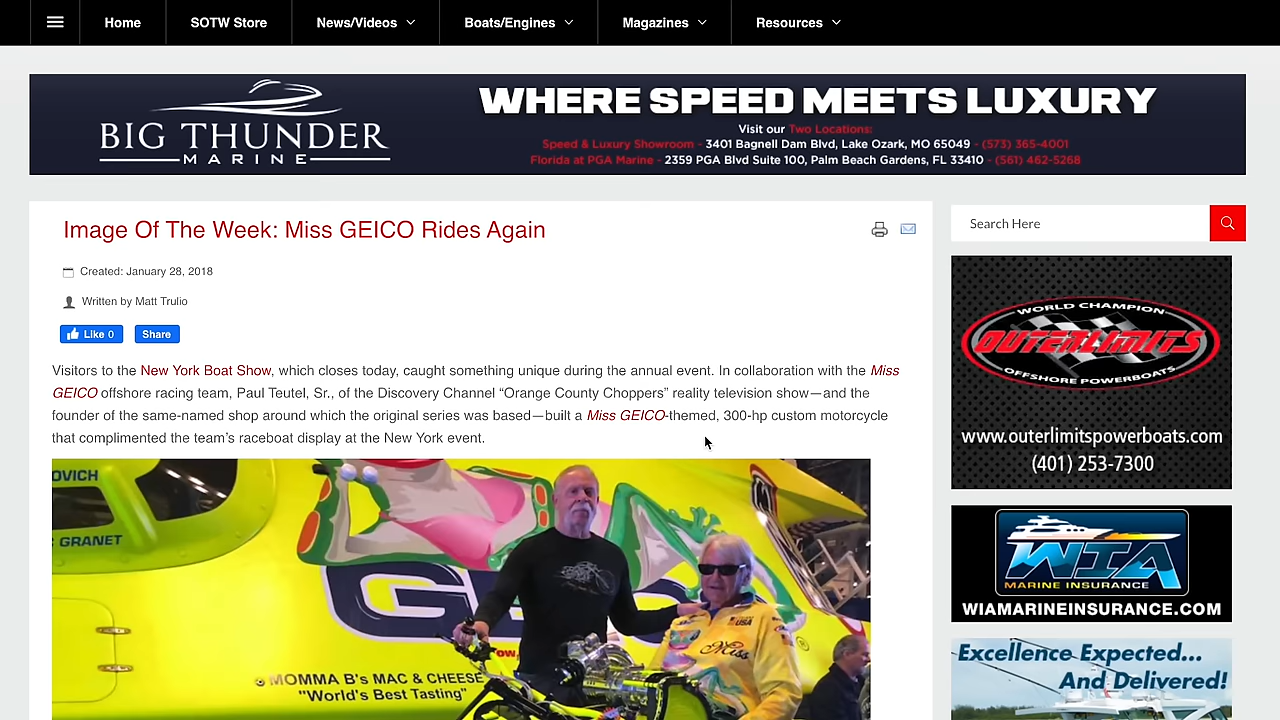 Home
SOTW Store
News/Videos
Boats/Engines
Magazines
Resources
BIG THUNDER
MARINE
WHERE SPEED MEETS LUXURY
Visit our Two Locations:
Speed & Luxury Showroom - 3401 Bagnell Dam Blvd, Lake Ozark, MO 65049 - (573) 365-4001
Florida at PGA Marine - 2359 PGA Blvd Suite 100, Palm Beach Gardens, FL 33410 - (561) 462-5268
Image Of The Week: Miss GEICO Rides Again
Created: January 28, 2018
Written by Matt Trulio
Like 0
Share
Visitors to the New York Boat Show, which closes today, caught something unique during the annual event. In collaboration with the Miss
GEICO offshore racing team, Paul Teutel, Sr., of the Discovery Channel “Orange County Choppers” reality television show—and the
founder of the same-named shop around which the original series was based—built a Miss GEICO-themed, 300-hp custom motorcycle
that complimented the team’s raceboat display at the New York event.
OVICH
GRANET
MOMMA B's MAC & CHEESE
"World's Best Tasting"
USA
Miss
Search Here
WORLD CHAMPION
OUTERLIMITS
OFFSHORE POWERBOATS
www.outerlimitspowerboats.com
(401) 253-7300
WIA
MARINE INSURANCE
WIAMARINEINSURANCE.COM
Excellence Expected...
And Delivered!